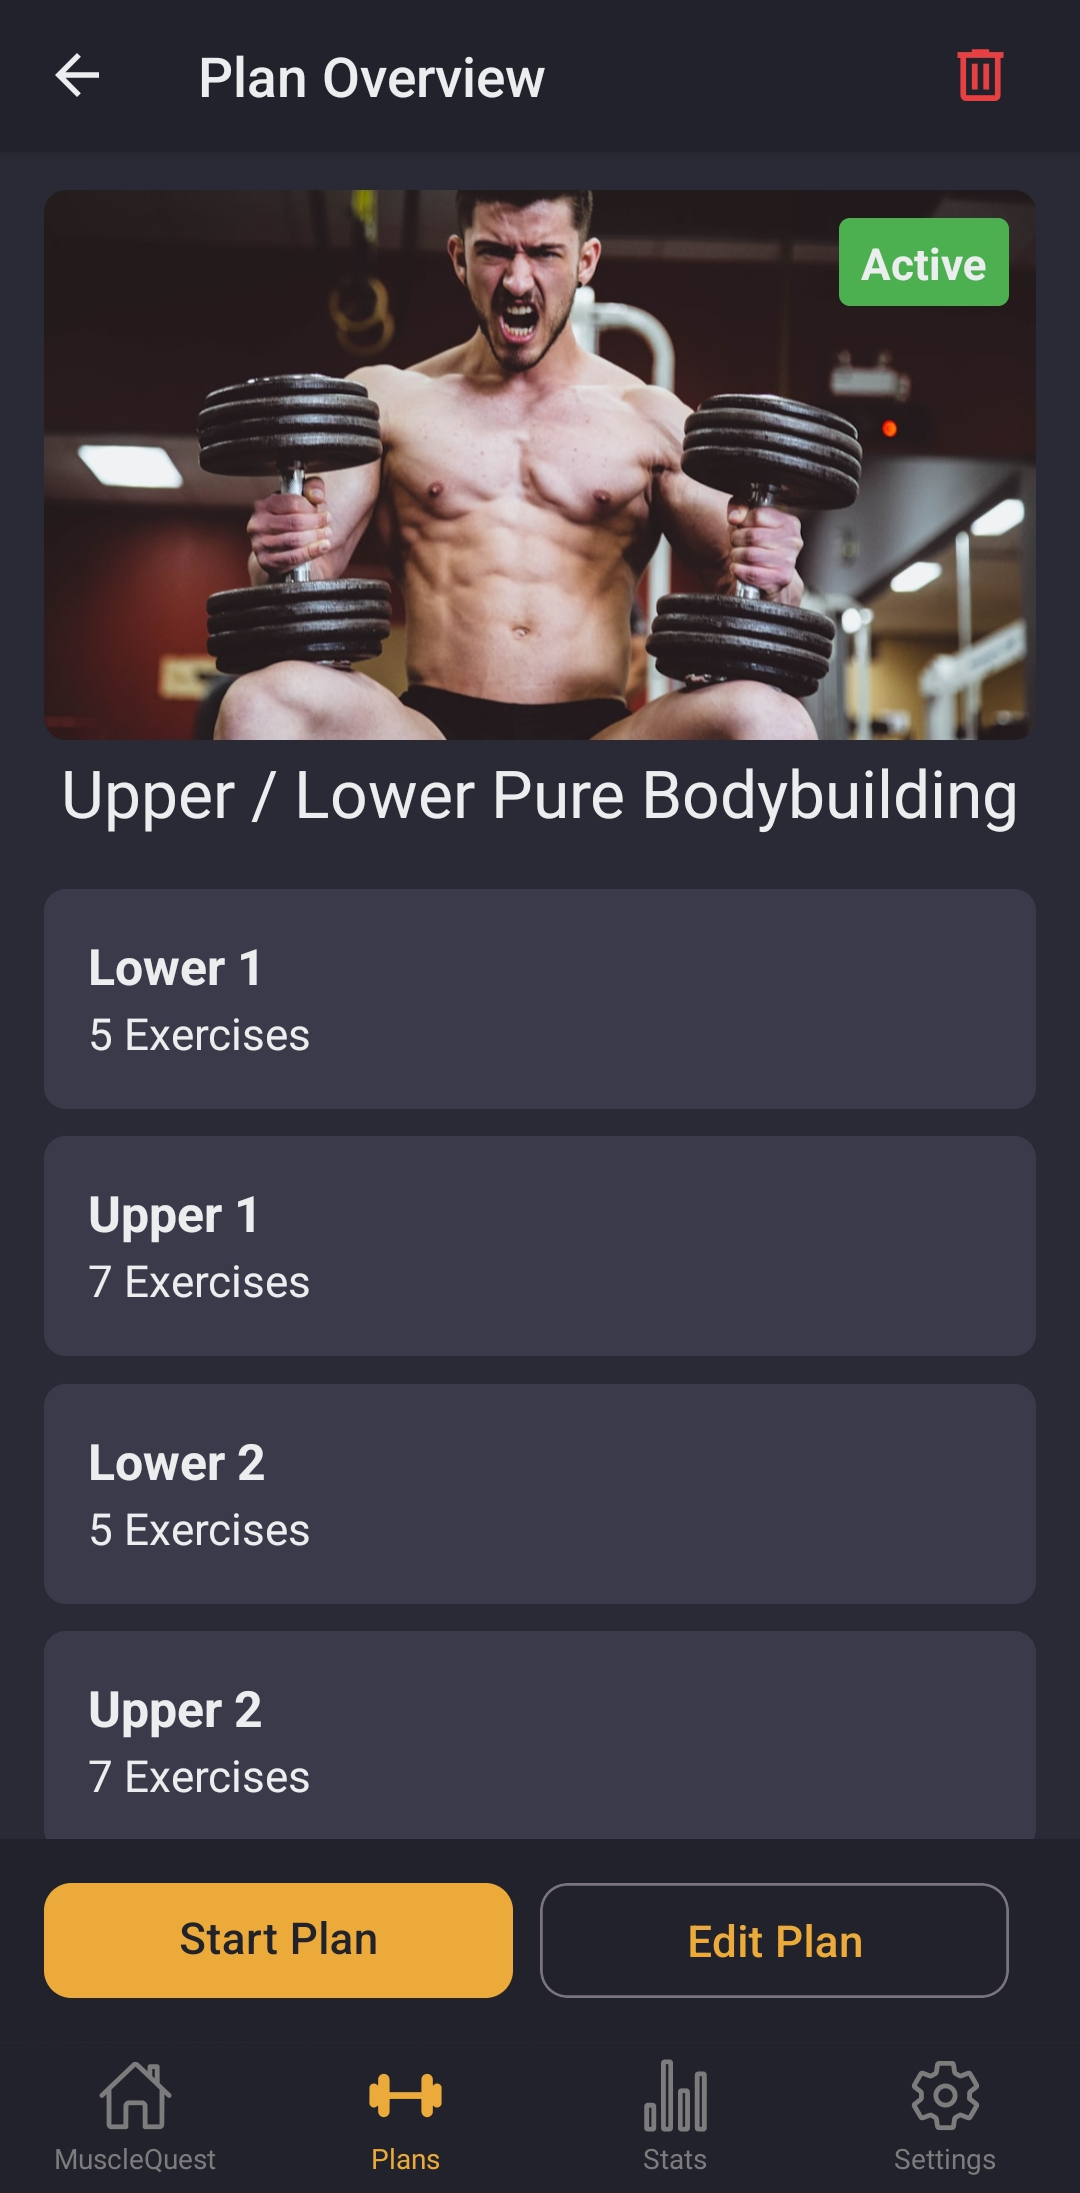 Plan Overview
Active
Upper / Lower Pure Bodybuilding
Lower 1
5 Exercises
Upper 1
7 Exercises
Lower 2
5 Exercises
Upper 2
7 Exercises
Start Plan
Edit Plan
MuscleQuest
Plans
Stats
Settings